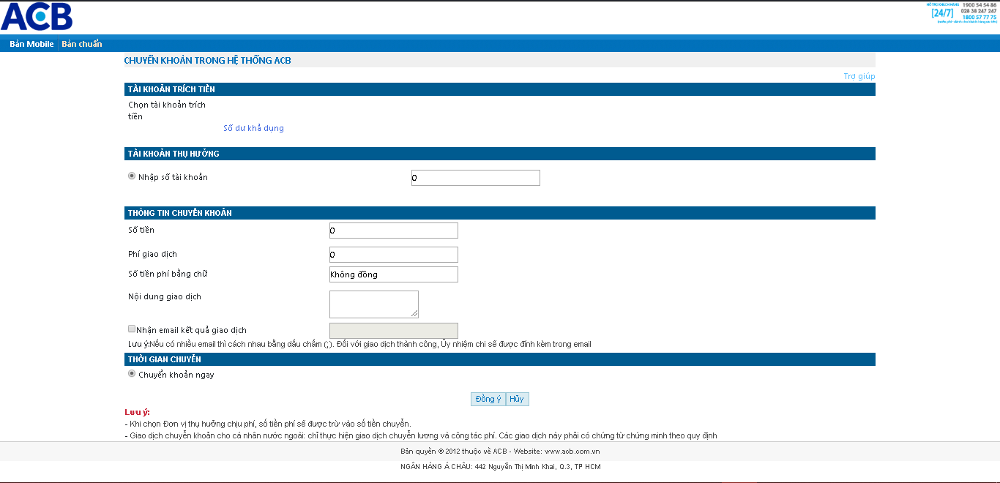 ACB
HỖ TRỢ KHÁCH HÀNG
[24/7]
1900 54 54 86
028 38 247 247
1800 57 77 75
Bản Mobile Bản chuẩn
CHUYỂN KHOẢN TRONG HỆ THỐNG ACB
Trợ giúp
TÀI KHOẢN TRÍCH TIỀN
Chọn tài khoản trích
tiền
Số dư khả dụng
TÀI KHOẢN THỤ HƯỞNG
Nhập số tài khoản 0
THÔNG TIN CHUYỂN KHOẢN
Số tiền 0
Phí giao dịch 0
Số tiền phí bằng chữ Không đồng
Nội dung giao dịch
Nhận email kết quả giao dịch
Lưu ý:Nếu có nhiều email thì cách nhau bằng dấu chấm (;). Đối với giao dịch thành công, Ủy nhiệm chi sẽ được đính kèm trong email
THỜI GIAN CHUYỂN
Chuyển khoản ngay
Đồng ý Hủy
Lưu ý:
- Khi chọn Đơn vị thụ hưởng chịu phí, số tiền phí sẽ được trừ vào số tiền chuyển.
- Giao dịch chuyển khoản cho cá nhân nước ngoài: chỉ thực hiện giao dịch chuyển lương và công tác phí. Các giao dịch này phải có chứng từ chứng minh theo quy định
Bản quyền © 2012 thuộc về ACB - Website: www.acb.com.vn
NGÂN HÀNG Á CHÂU: 442 Nguyễn Thị Minh Khai, Q.3, TP HCM